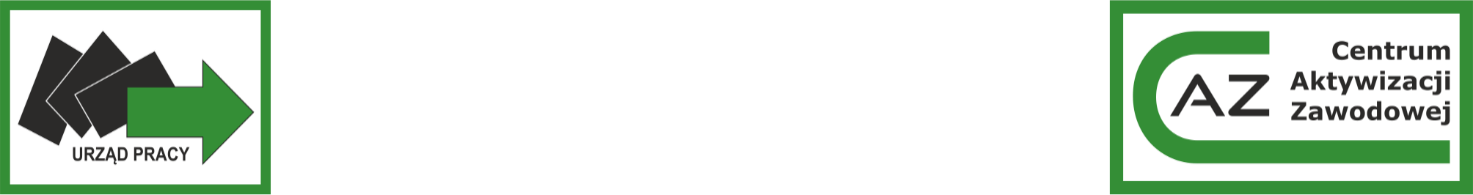 URZĄD PRACY
AZ
Centrum
Aktywizacji
Zawodowej